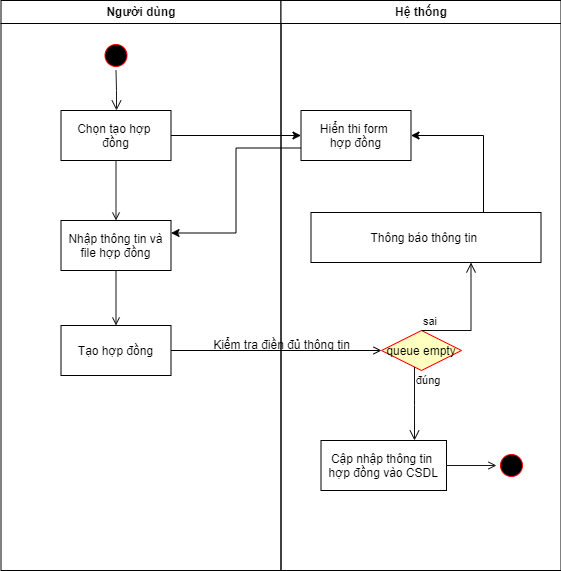 Người dùng
Hệ thống
Chọn tạo hợp
đồng
Hiển thi form
hợp đồng
Nhập thông tin và
file hợp đồng
Thông báo thông tin
sai
Tạo hợp đồng
Kiểm tra điền đủ thông tin
queue empty
đúng
Cập nhập thông tin
hợp đồng vào CSDL